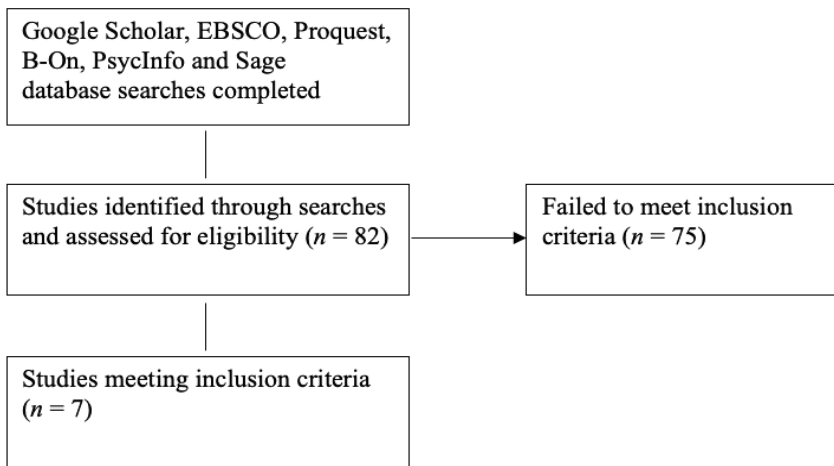 Google Scholar, EBSCO, Proquest,
B-On, PsycInfo and Sage
database searches completed
Studies identified through searches
and assessed for eligibility (n = 82)
Failed to meet inclusion
criteria (n = 75)
Studies meeting inclusion criteria
(n = 7)